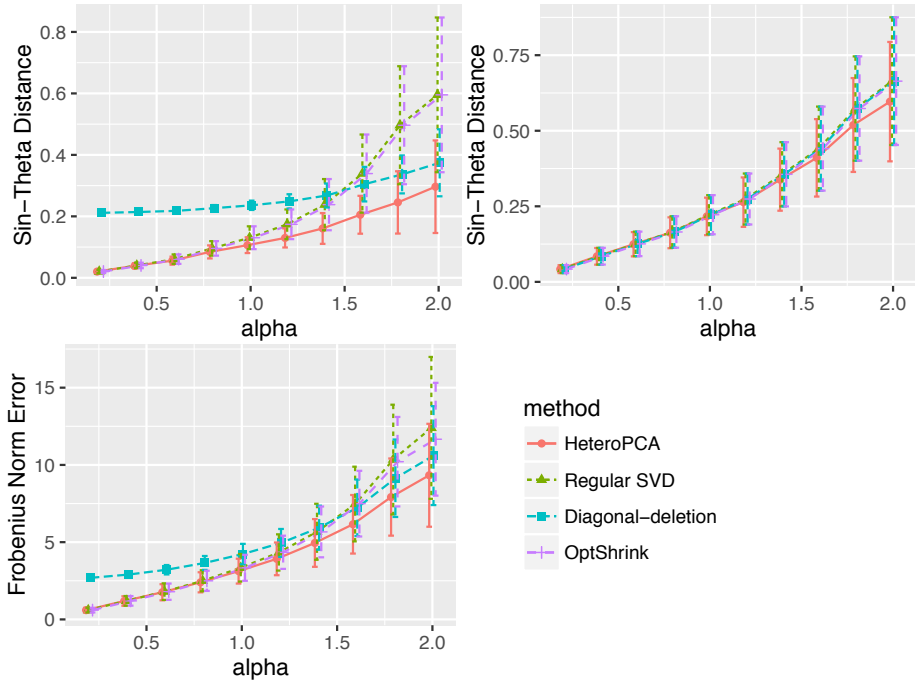 0.8
0.6
0.4
0.2
0.0
Sin−Theta Distance
0.5 1.0 1.5 2.0
alpha
0.75
0.50
0.25
0.00
Sin−Theta Distance
0.5 1.0 1.5 2.0
alpha
15
10
5
0
Frobenius Norm Error
0.5 1.0 1.5 2.0
alpha
method
HeteroPCA
Regular SVD
Diagonal−deletion
OptShrink